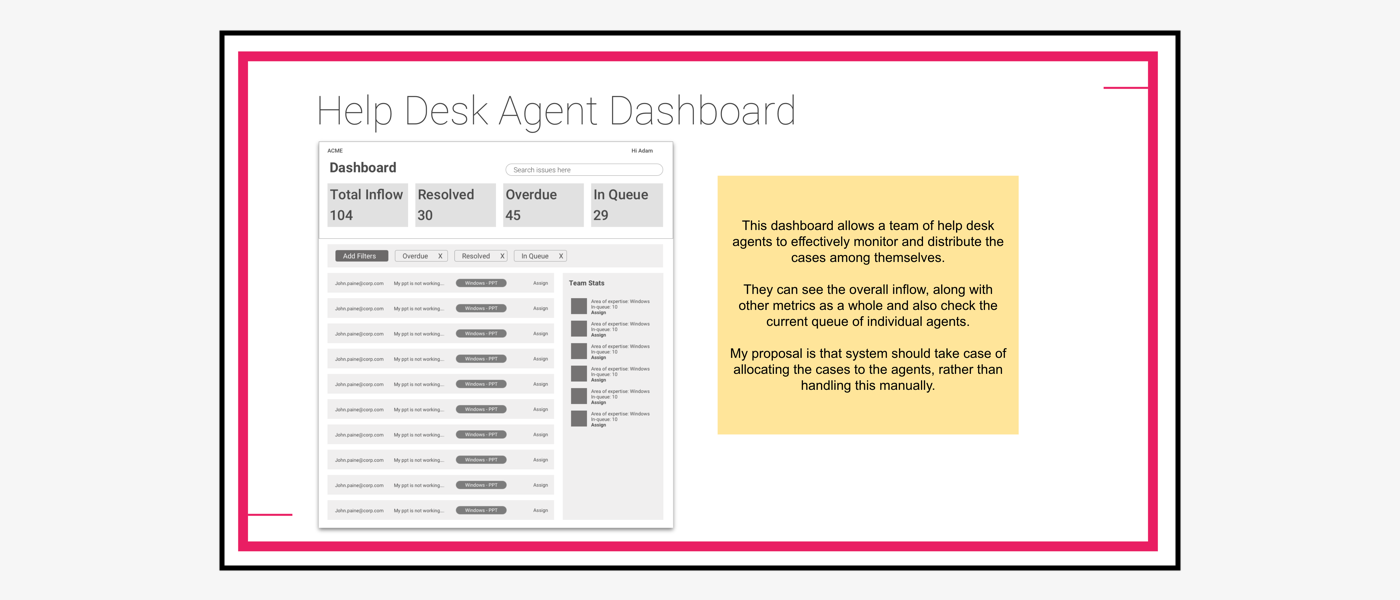 Help Desk Agent Dashboard
ACME
Hi Adam
Dashboard
Search issues here
Total Inflow
104
Resolved
30
Overdue
45
In Queue
29
Add Filters
Overdue X
Resolved X
In Queue X
John.paine@corp.com My ppt is not working... Windows - PPT Assign
John.paine@corp.com My ppt is not working... Windows - PPT Assign
John.paine@corp.com My ppt is not working... Windows - PPT Assign
John.paine@corp.com My ppt is not working... Windows - PPT Assign
John.paine@corp.com My ppt is not working... Windows - PPT Assign
John.paine@corp.com My ppt is not working... Windows - PPT Assign
John.paine@corp.com My ppt is not working... Windows - PPT Assign
John.paine@corp.com My ppt is not working... Windows - PPT Assign
John.paine@corp.com My ppt is not working... Windows - PPT Assign
John.paine@corp.com My ppt is not working... Windows - PPT Assign
Team Stats
Area of expertise: Windows
In-queue: 10
Assign
Area of expertise: Windows
In-queue: 10
Assign
Area of expertise: Windows
In-queue: 10
Assign
Area of expertise: Windows
In-queue: 10
Assign
Area of expertise: Windows
In-queue: 10
Assign
Area of expertise: Windows
In-queue: 10
Assign
This dashboard allows a team of help desk
agents to effectively monitor and distribute the
cases among themselves.
They can see the overall inflow, along with
other metrics as a whole and also check the
current queue of individual agents.
My proposal is that system should take case of
allocating the cases to the agents, rather than
handling this manually.